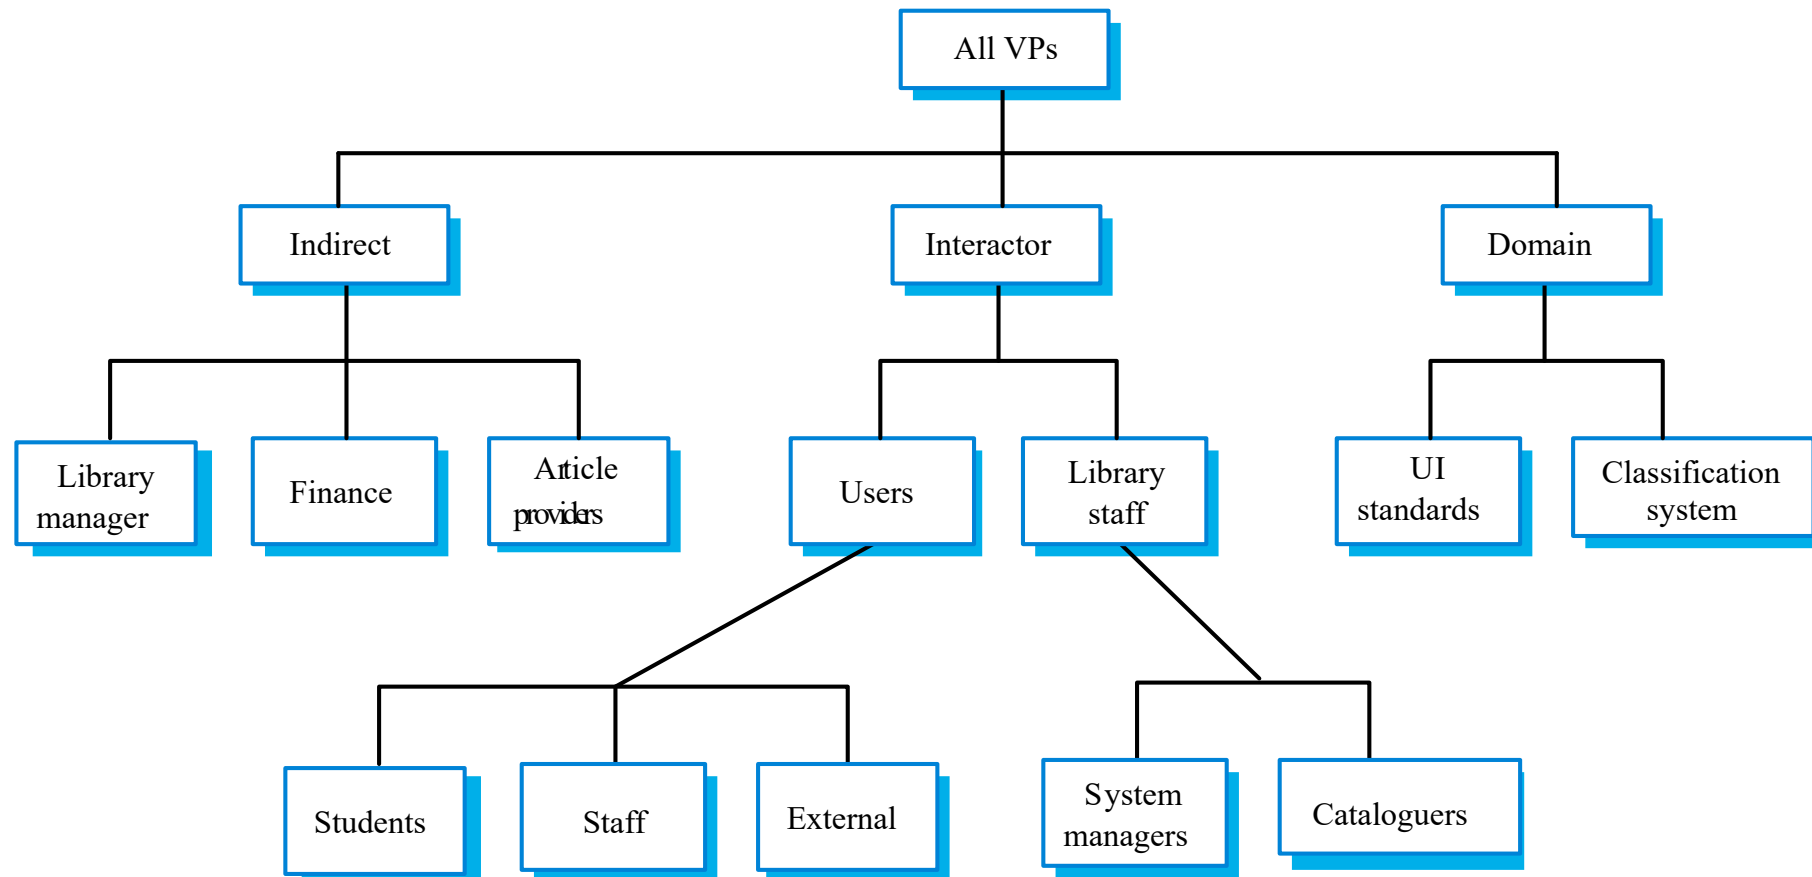 All VPs
Indirect
Interactor
Domain
Library
manager
Finance
Article
providers
Users
Library
staff
UI
standards
Classification
system
Students
Staff
External
System
managers
Cataloguers